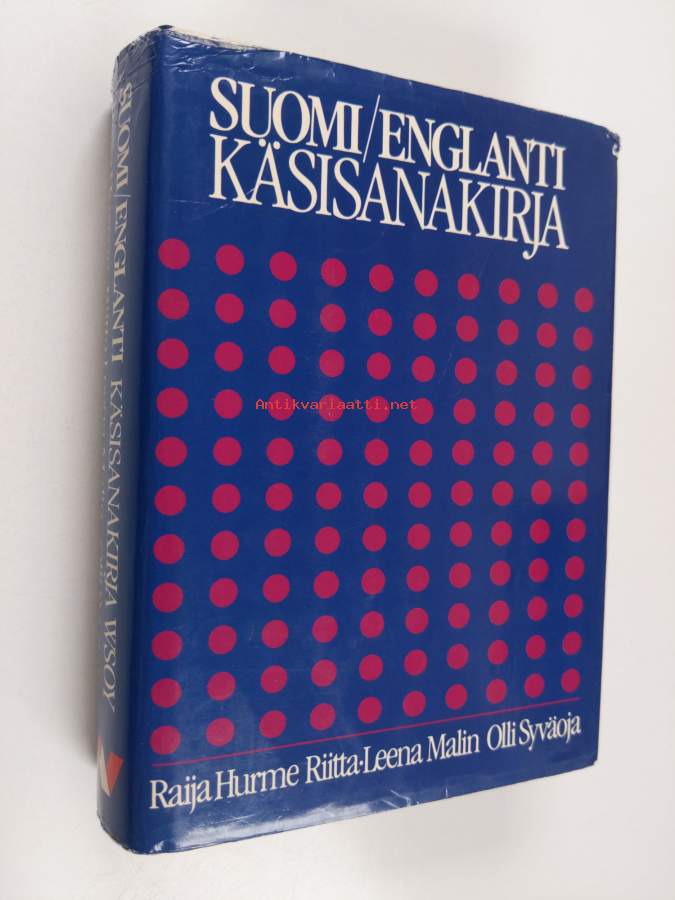 SUOMI/ENGLANTI
KÄSISANAKIRJA
Antikvariaatti.net
Raija Hurme Riitta-Leena Malin Olli Syväoja
SUOMI/ENGLANTI KÄSISANAKIRJA WSOY